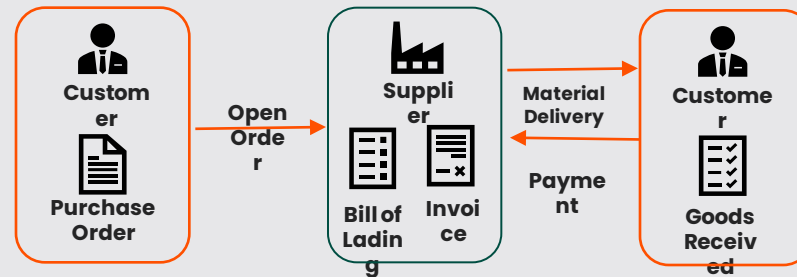 Custom
er
Purchase
Order
Open
Orde
r
Suppli
er
Bill of
Ladin
g
Invoi
ce
Material
Delivery
Payme
nt
Custome
r
Goods
Receiv
ed